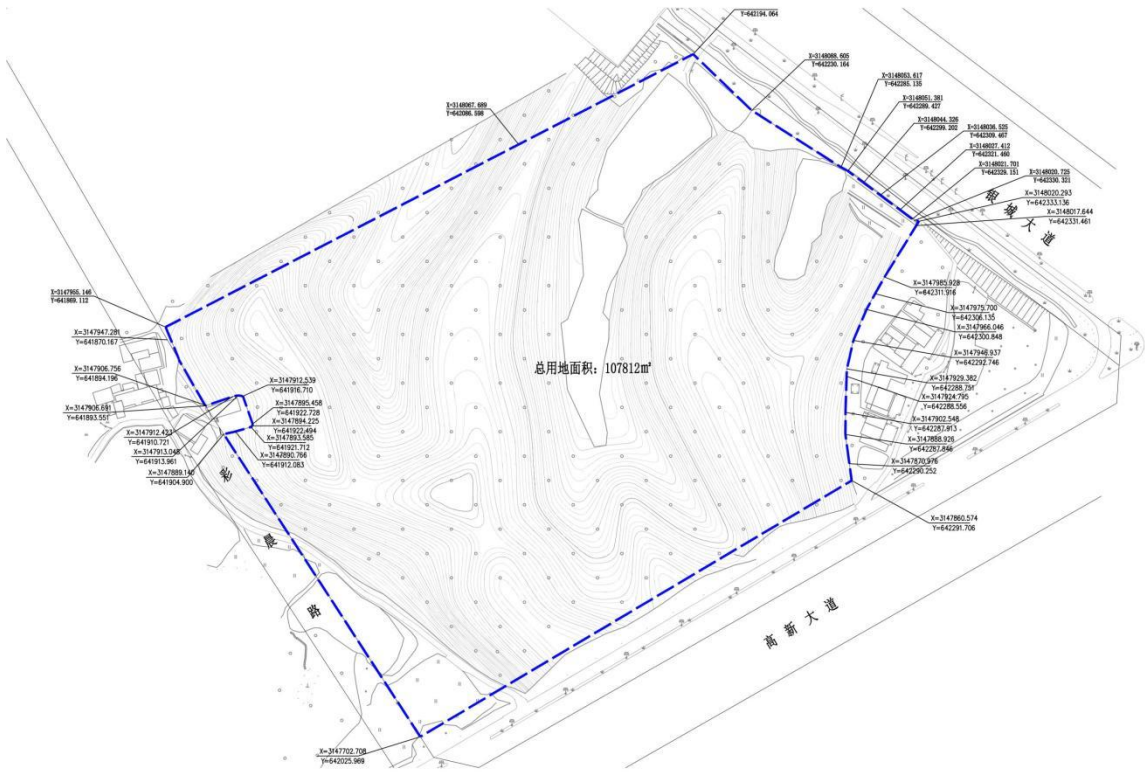 Y=642194.064
X=3148088.605
Y=642230.164
X=3148053.617
Y=642285.135
X=3148067.689
Y=642086.598
X=3148051.381
Y=642289.427
X=3148044.326
Y=642299.202
X=3148036.525
Y=642309.467
X=3148027.412
Y=642321.460
X=3148021.701
Y=642329.151
X=3148020.723
Y=642330.321
X=3148020.293
Y=642333.136
X=3148017.644
Y=642331.461
银城大道
X=3147985.928
Y=642311.916
X=3147955.146
Y=641869.112
X=3147975.700
Y=642306.135
X=3147947.281
Y=641870.167
X=3147966.046
Y=642300.848
X=3147946.937
Y=642292.746
总用地面积：107812㎡
X=3147906.756
Y=641894.196
X=3147912.539
Y=641916.710
X=3147929.382
Y=642288.751
X=3147924.795
Y=642288.556
X=3147895.458
Y=641922.728
X=3147906.691
Y=641893.551
X=3147894.225
Y=641922.494
X=3147902.548
Y=642287.913
X=3147912.423
Y=641910.721
X=3147893.585
Y=641921.712
X=3147888.926
Y=642287.846
X=3147913.048
Y=641913.961
X=3147890.766
Y=641912.083
X=3147870.976
Y=642290.252
X=3147889.140
Y=641904.900
彩晨路
X=3147860.574
Y=642291.706
高新大道
X=3147702.708
Y=642025.969